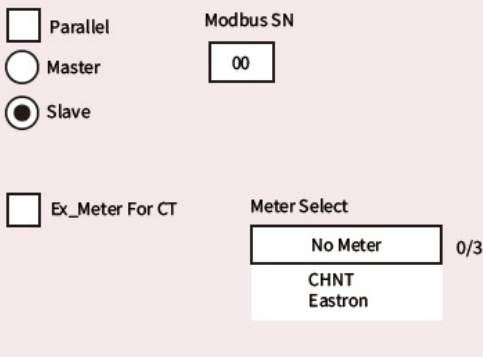 Parallel
Modbus SN
Master
00
Slave
Ex_Meter For CT
Meter Select
No Meter
0/3
CHNT
Eastron